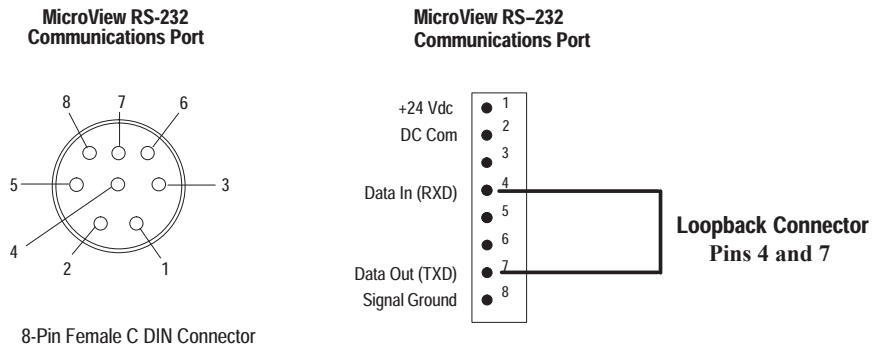 MicroView RS-232
Communications Port
8
7
6
5
3
4
2
1
8-Pin Female C DIN Connector
MicroView RS–232
Communications Port
+24 Vdc 1
DC Com 2
3
Data In (RXD) 4
5
6
Data Out (TXD) 7
Signal Ground 8
Loopback Connector
Pins 4 and 7